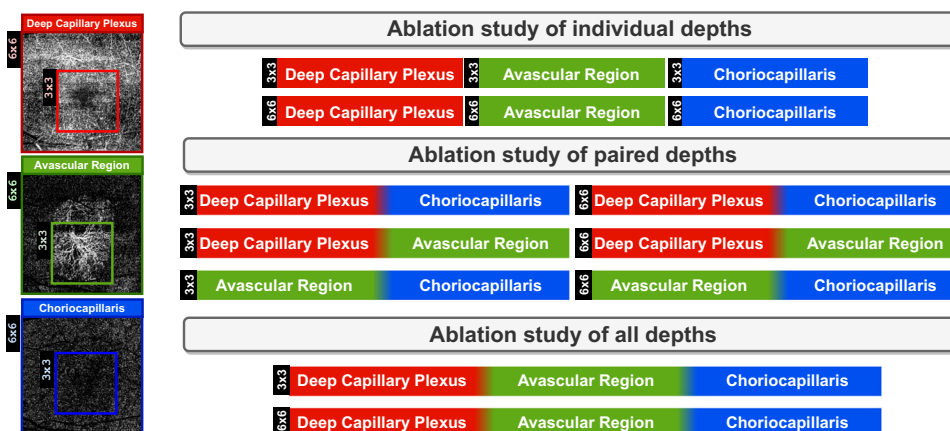 Deep Capillary Plexus
6x6
3x3
Avascular Region
6x6
3x3
Choriocapillaris
6x6
3x3
Ablation study of individual depths
3x3 Deep Capillary Plexus 3x3 Avascular Region 3x3 Choriocapillaris
6x6 Deep Capillary Plexus 6x6 Avascular Region 6x6 Choriocapillaris
Ablation study of paired depths
3x3 Deep Capillary Plexus Choriocapillaris 6x6 Deep Capillary Plexus Choriocapillaris
3x3 Deep Capillary Plexus Avascular Region 6x6 Deep Capillary Plexus Avascular Region
3x3 Avascular Region Choriocapillaris 6x6 Avascular Region Choriocapillaris
Ablation study of all depths
3x3 Deep Capillary Plexus Avascular Region Choriocapillaris
6x6 Deep Capillary Plexus Avascular Region Choriocapillaris